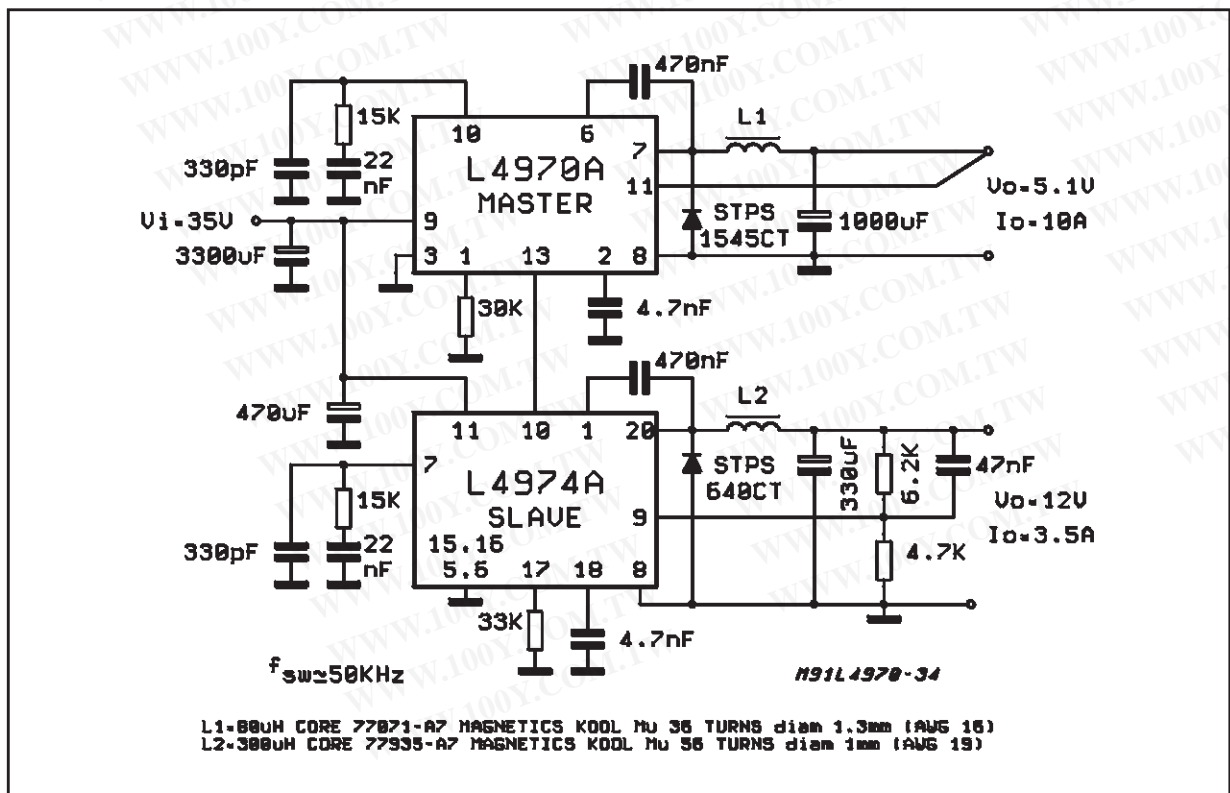 470nF
15K
10
6
L1
330pF
22
nF
L4970A
MASTER
7
11
Vo=5.1V
Io=10A
Vi=35V
9
STPS
1545CT
1000uF
3300uF
3
1
13
2
8
30K
4.7nF
470nF
L2
470uF
11
10
1
20
7
L4974A
SLAVE
STPS
640CT
330uF
6.2K
47nF
15K
9
Vo=12V
Io=3.5A
330pF
22
nF
15.16
5.6
17
18
8
4.7K
33K
4.7nF
fsw≃50KHz
M91L4970-34
L1=80uH CORE 77071-A7 MAGNETICS KOOL Mu 36 TURNS diam 1.3mm (AWG 16)
L2=300uH CORE 77935-A7 MAGNETICS KOOL Mu 56 TURNS diam 1mm (AWG 19)
WWW.100Y.COM.TW